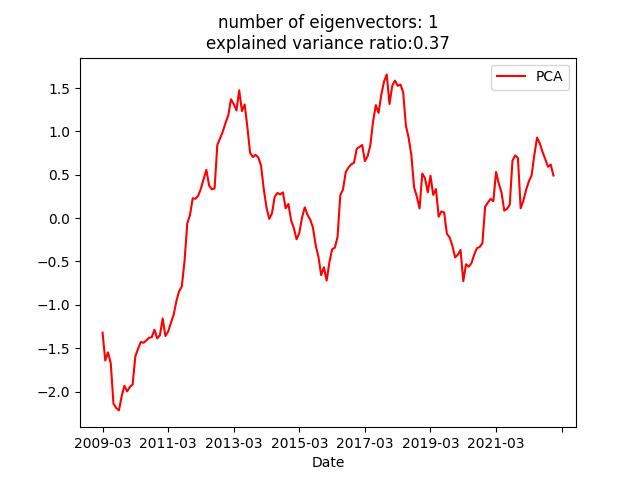 number of eigenvectors: 1
explained variance ratio:0.37
PCA
1.5
1.0
0.5
0.0
−0.5
−1.0
−1.5
−2.0
2009-03 2011-03 2013-03 2015-03 2017-03 2019-03 2021-03
Date